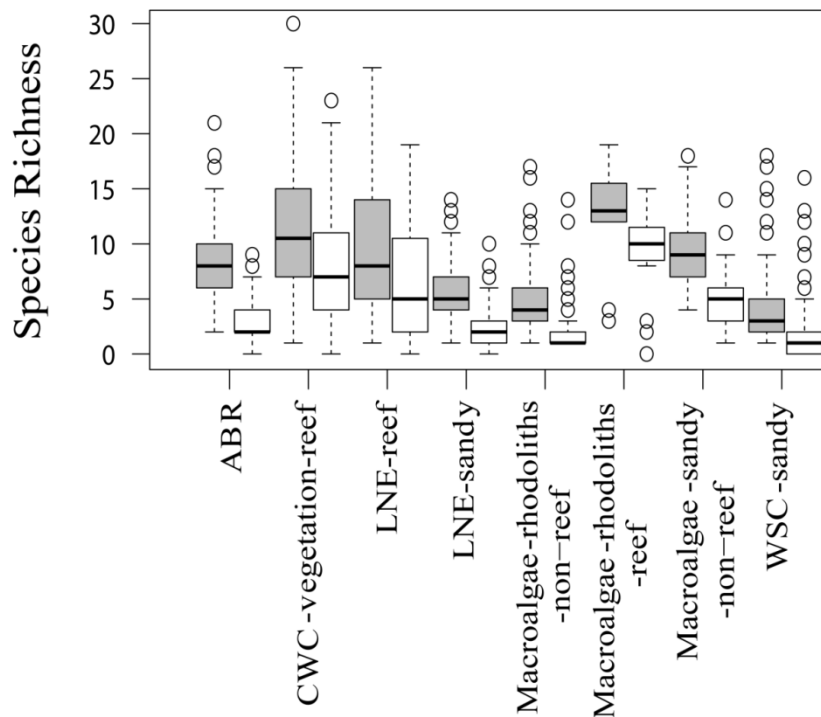 Species Richness
30
25
20
15
10
5
0
ABR
CWC-vegetation-reef
LNE-reef
LNE-sandy
Macroalgae-rhodoliths
-non-reef
Macroalgae-rhodoliths
-reef
Macroalgae-sandy
-non-reef
WSC-sandy